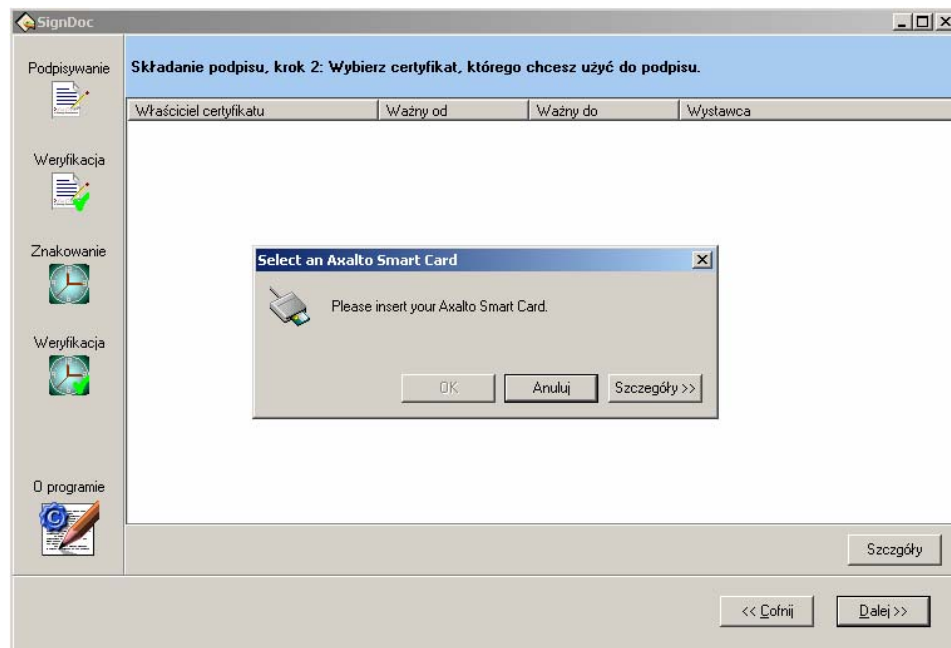 SignDoc
Podpisywanie
Weryfikacja
Znakowanie
Weryfikacja
O programie
Składanie podpisu, krok 2: Wybierz certyfikat, którego chcesz użyć do podpisu.
Właściciel certyfikatu Ważny od Ważny do Wystawca
Select an Axalto Smart Card
Please insert your Axalto Smart Card.
OK Anuluj Szczegóły >>
Szczgóły
<< Cofnij Dalej >>